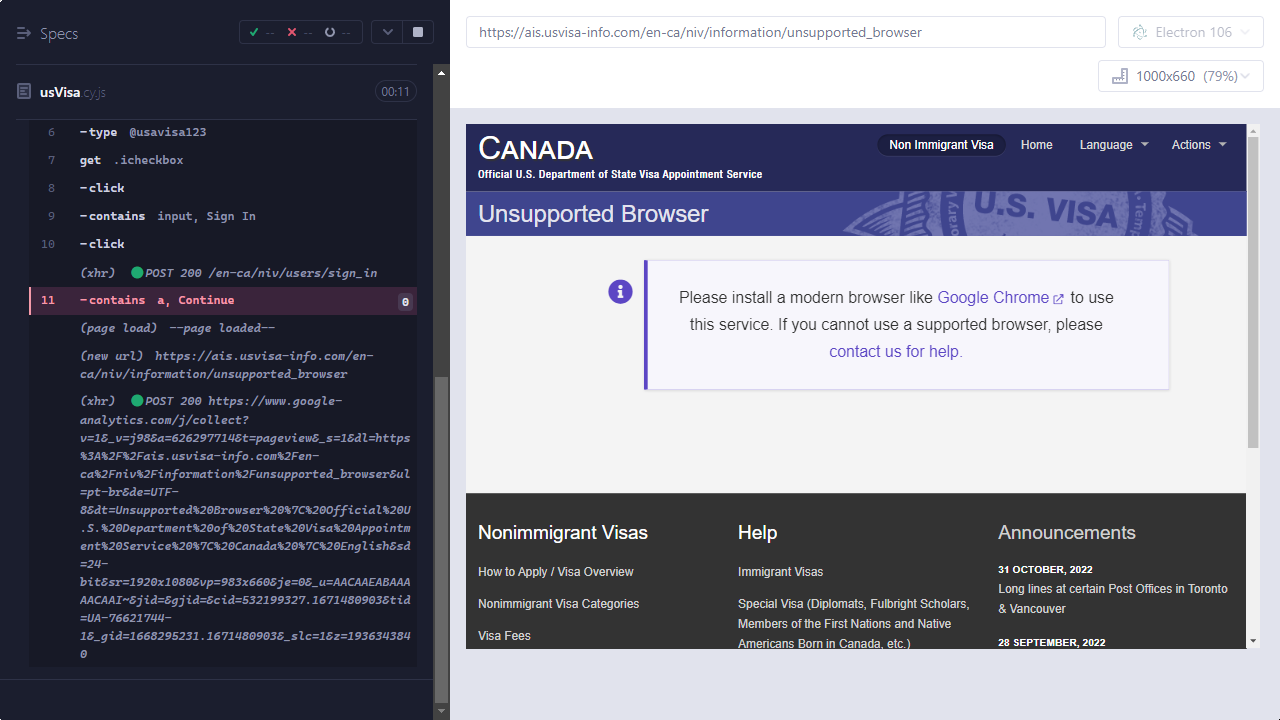 Specs
--
--
--
usVisa.cy.js
00:11
6 -type @usavisa123
7 get .icheckbox
8 -click
9 -contains input, Sign In
10 -click
(xhr) POST 200 /en-ca/niv/users/sign_in
11 -contains a, Continue 0
(page load) --page loaded--
(new url) https://ais.usvisa-info.com/en-
ca/niv/information/unsupported_browser
(xhr) POST 200 https://www.google-
analytics.com/j/collect?
v=1&_v=j98&a=626297714&t=pageview&_s=1&dl=https
%3A%2F%2Fais.usvisa-info.com%2Fen-
ca%2Fniv%2Finformation%2Funsupported_browser&ul
=pt-br&de=UTF-
8&dt=Unsupported%20Browser%20%7C%20Official%20U
.S.%20Department%20of%20State%20Visa%20Appointm
ent%20Service%20%7C%20Canada%20%7C%20English&sd
=24-
bit&sr=1920x1080&vp=983x660&je=0&_u=AACAAEABAAA
AACAAI~&jid=&gjid=&cid=532199327.1671480903&tid
=UA-76621744-
1&_gid=1668295231.1671480903&_slc=1&z=193634384
0
https://ais.usvisa-info.com/en-ca/niv/information/unsupported_browser
Electron 106
1000x660 (79%)
CANADA
Official U.S. Department of State Visa Appointment Service
Non Immigrant Visa
Home
Language
Actions
Unsupported Browser
U.S. VISA
Please install a modern browser like Google Chrome to use
this service. If you cannot use a supported browser, please
contact us for help.
Nonimmigrant Visas
How to Apply / Visa Overview
Nonimmigrant Visa Categories
Visa Fees
Help
Immigrant Visas
Special Visa (Diplomats, Fulbright Scholars,
Members of the First Nations and Native
Americans Born in Canada, etc.)
Announcements
31 OCTOBER, 2022
Long lines at certain Post Offices in Toronto
& Vancouver
28 SEPTEMBER, 2022